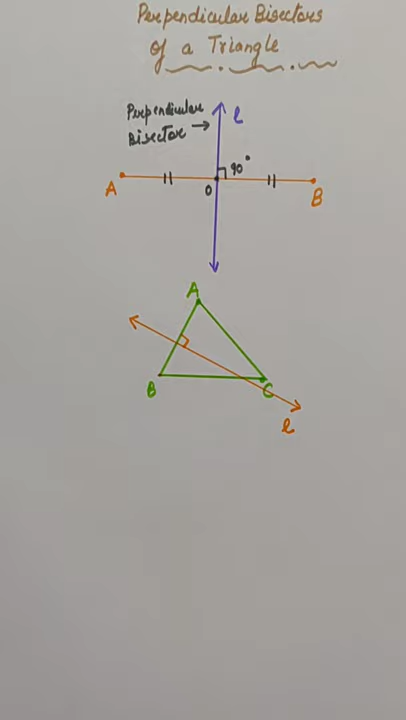 Perpendicular Bisectors
of a Triangle
Perpendicular
Bisector →
l
90°
A
O
B
A
B
C
l